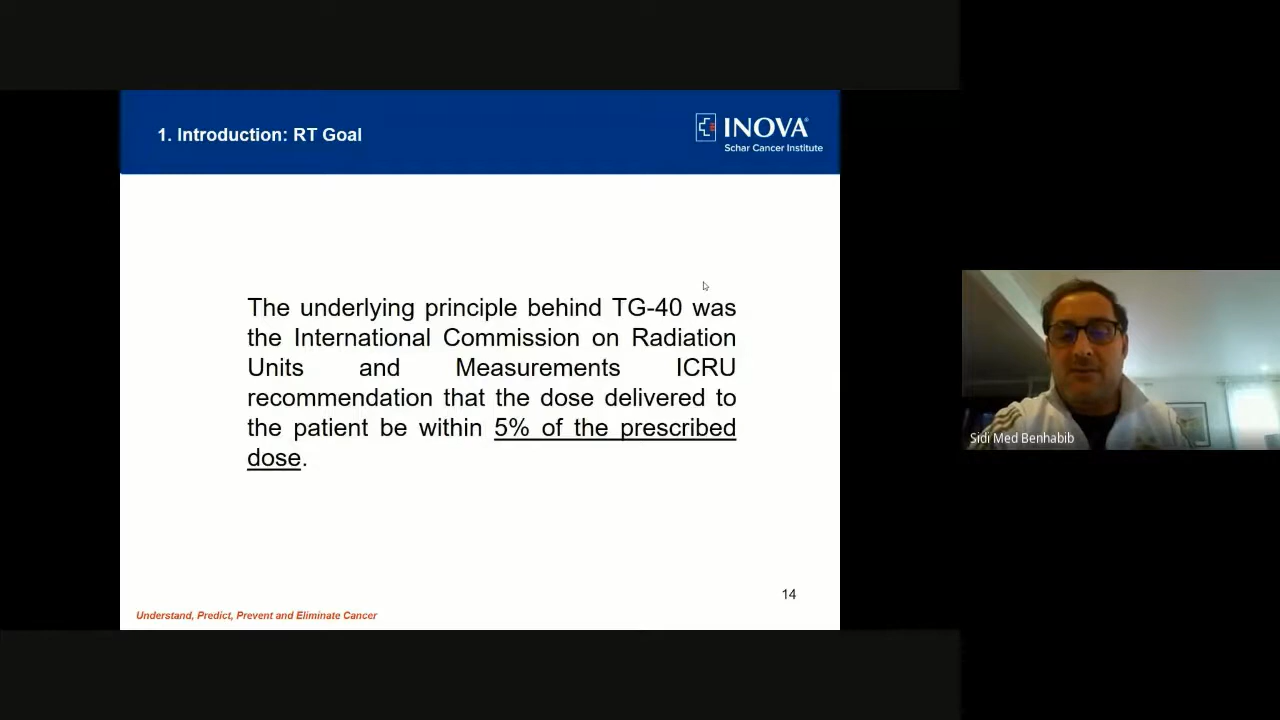 1. Introduction: RT Goal
INOVA®
Schar Cancer Institute
The underlying principle behind TG-40 was
the International Commission on Radiation
Units and Measurements ICRU
recommendation that the dose delivered to
the patient be within 5% of the prescribed
dose.
14
Understand, Predict, Prevent and Eliminate Cancer
Sidi Med Benhabib